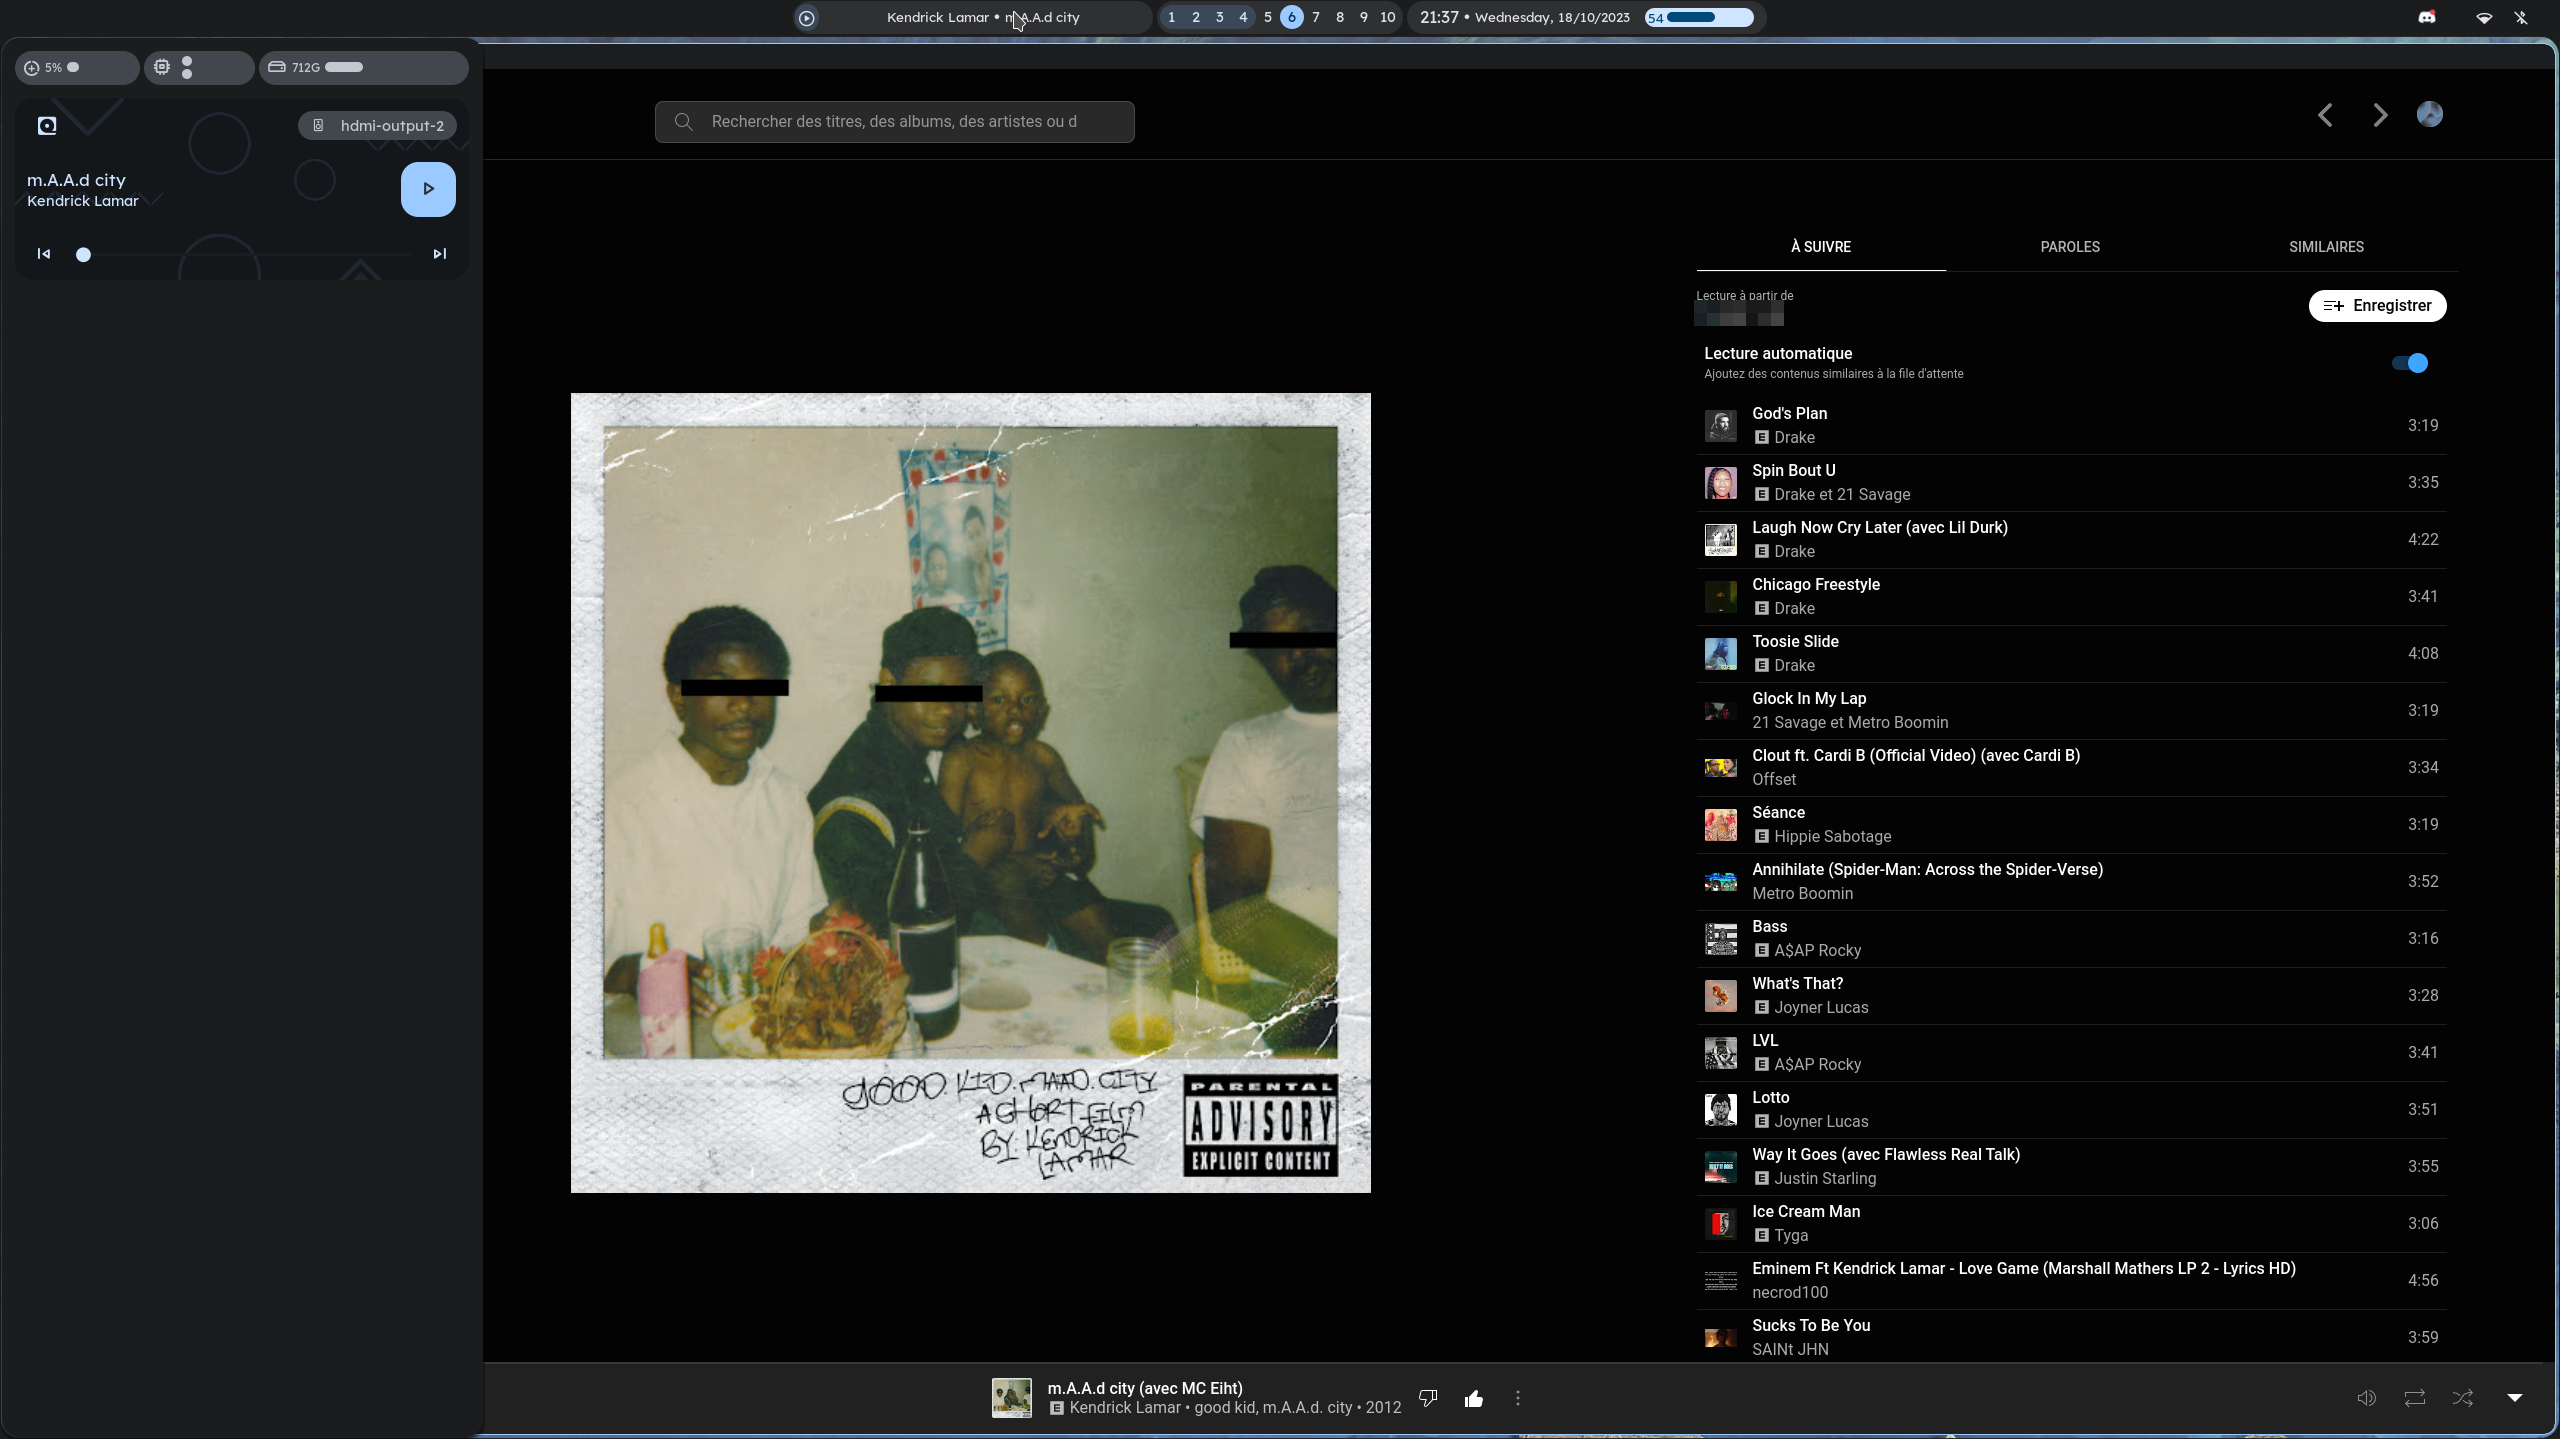 Kendrick Lamar • m.A.A.d city
1 2 3 4 5 6 7 8 9 10
21:37 • Wednesday, 18/10/2023
54
5%
712G
hdmi-output-2
m.A.A.d city
Kendrick Lamar
Rechercher des titres, des albums, des artistes ou d
À SUIVRE
PAROLES
SIMILAIRES
Lecture à partir de
Enregistrer
Lecture automatique
Ajoutez des contenus similaires à la file d'attente
God's Plan
E Drake
3:19
Spin Bout U
E Drake et 21 Savage
3:35
Laugh Now Cry Later (avec Lil Durk)
E Drake
4:22
Chicago Freestyle
E Drake
3:41
Toosie Slide
E Drake
4:08
Glock In My Lap
21 Savage et Metro Boomin
3:19
Clout ft. Cardi B (Official Video) (avec Cardi B)
Offset
3:34
Séance
E Hippie Sabotage
3:19
Annihilate (Spider-Man: Across the Spider-Verse)
Metro Boomin
3:52
Bass
E A$AP Rocky
3:16
What's That?
E Joyner Lucas
3:28
LVL
E A$AP Rocky
3:41
Lotto
E Joyner Lucas
3:51
Way It Goes (avec Flawless Real Talk)
E Justin Starling
3:55
Ice Cream Man
E Tyga
3:06
Eminem Ft Kendrick Lamar - Love Game (Marshall Mathers LP 2 - Lyrics HD)
necrod100
4:56
Sucks To Be You
SAINt JHN
3:59
GOOD. KID. MAAD. CITY
A SHORT FILM
BY: KENDRICK
LAMAR
PARENTAL
ADVISORY
EXPLICIT CONTENT
m.A.A.d city (avec MC Eiht)
E Kendrick Lamar • good kid, m.A.A.d. city • 2012